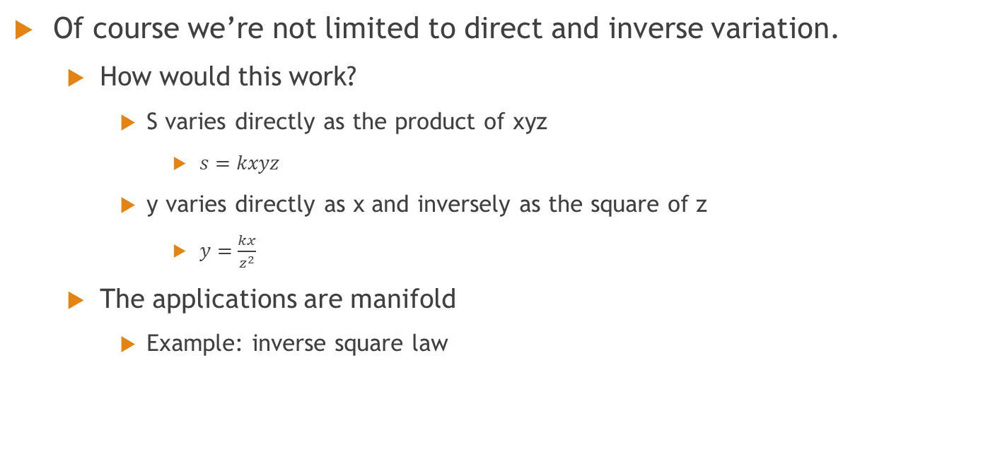 Of course we’re not limited to direct and inverse variation.
How would this work?
S varies directly as the product of xyz
s = kxyz
y varies directly as x and inversely as the square of z
y = kx/z²
The applications are manifold
Example: inverse square law